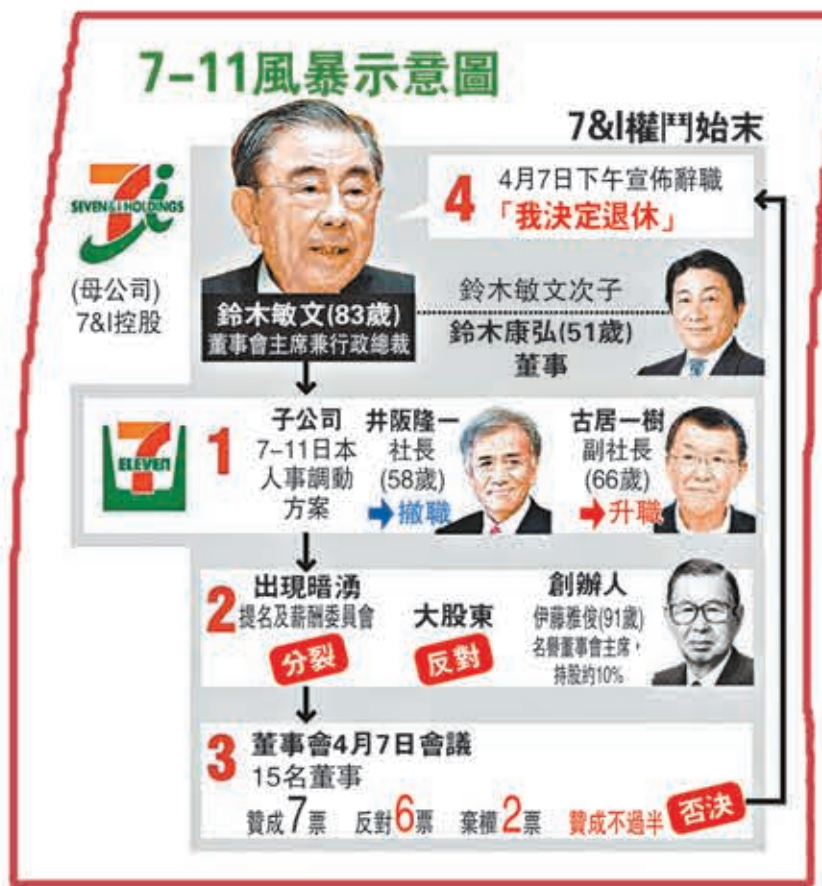 7-11風暴示意圖
7&I權鬥始末
7i
SEVEN & i HOLDINGS
(母公司)
7&I控股
鈴木敏文(83歲)
董事會主席兼行政總裁
4
4月7日下午宣佈辭職
「我決定退休」
鈴木敏文次子
鈴木康弘(51歲)
董事
7
ELEVEN
1
子公司
7-11日本
人事調動
方案
井阪隆一
社長
(58歲)
撤職
古居一樹
副社長
(66歲)
升職
2
出現暗湧
提名及薪酬委員會
分裂
大股東
反對
創辦人
伊藤雅俊(91歲)
名譽董事會主席，
持股約10%
3
董事會4月7日會議
15名董事
贊成7票 反對6票 棄權2票 贊成不過半 否決